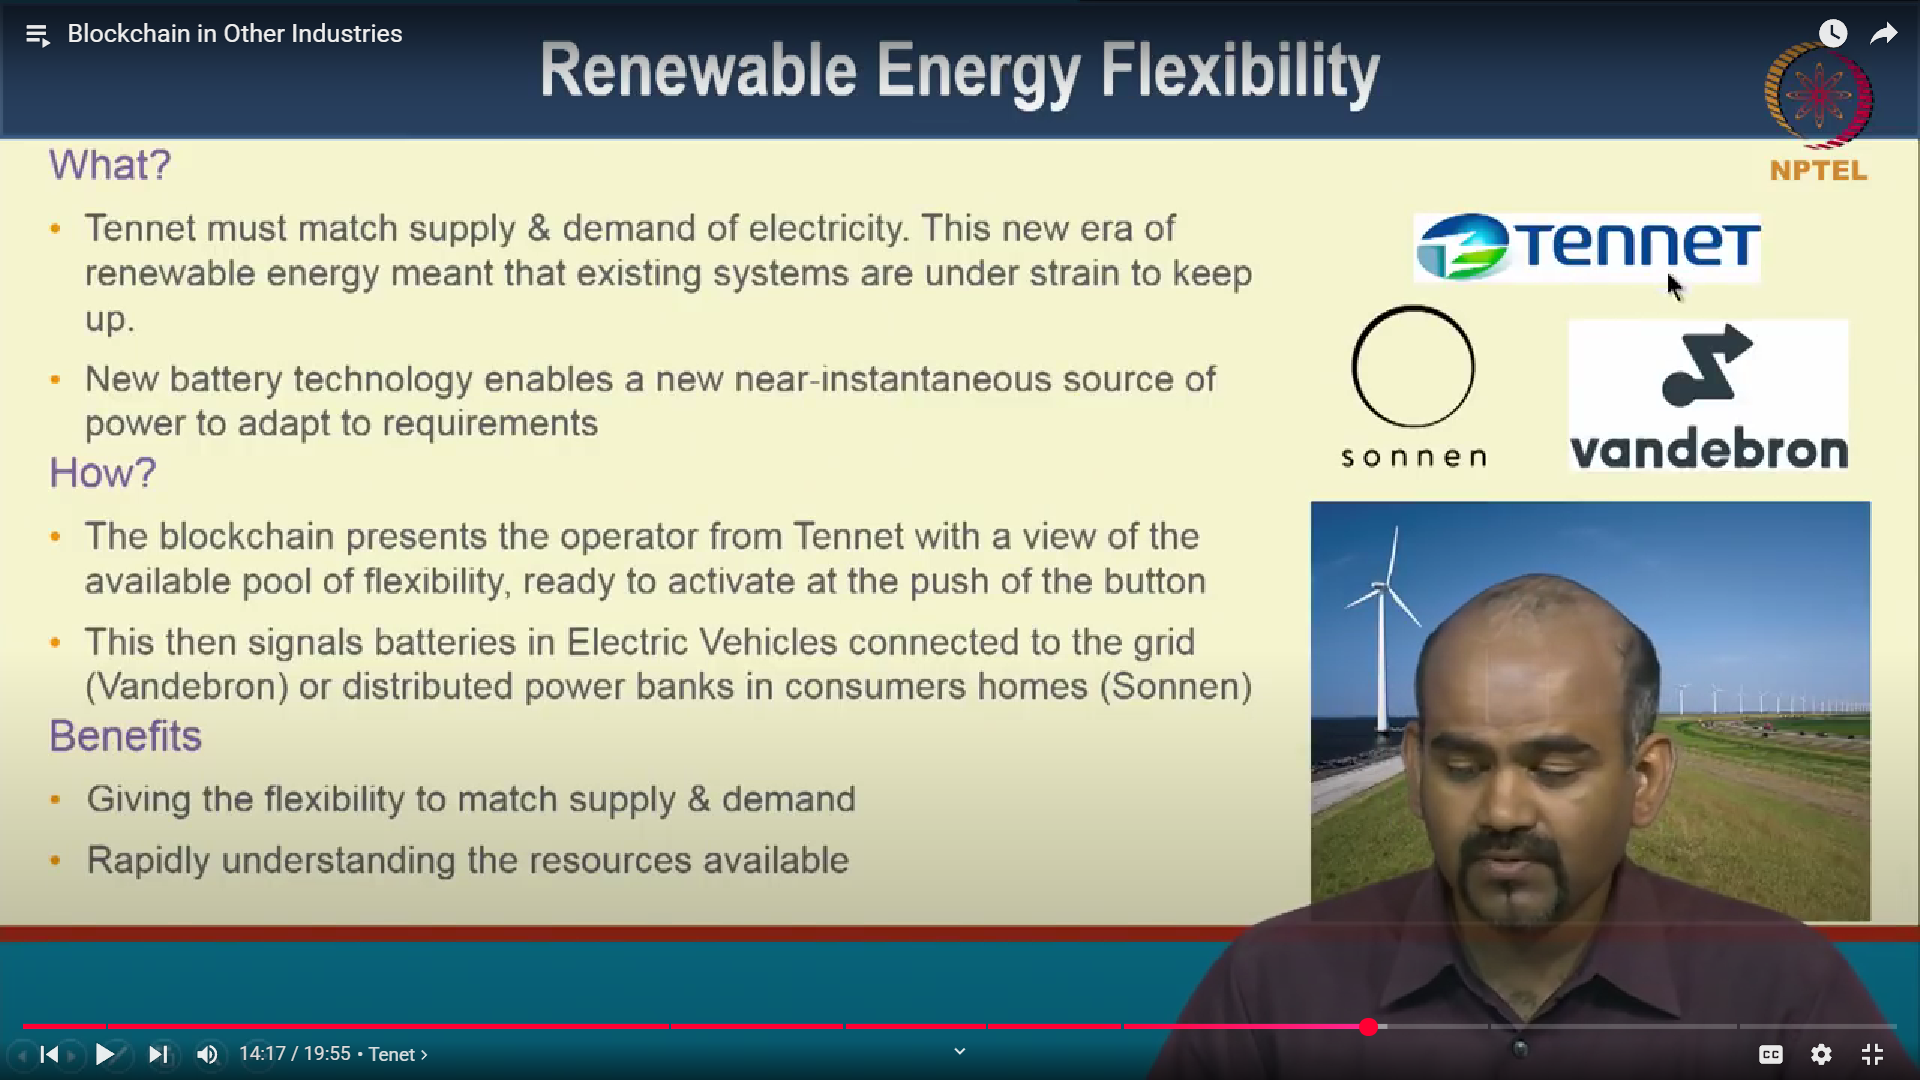 Blockchain in Other Industries
Renewable Energy Flexibility
NPTEL
What?
• Tennet must match supply & demand of electricity. This new era of
renewable energy meant that existing systems are under strain to keep
up.
• New battery technology enables a new near-instantaneous source of
power to adapt to requirements
How?
• The blockchain presents the operator from Tennet with a view of the
available pool of flexibility, ready to activate at the push of the button
• This then signals batteries in Electric Vehicles connected to the grid
(Vandebron) or distributed power banks in consumers homes (Sonnen)
Benefits
• Giving the flexibility to match supply & demand
• Rapidly understanding the resources available
TenneT
sonnen
vandebron
14:17 / 19:55 • Tenet ›
CC